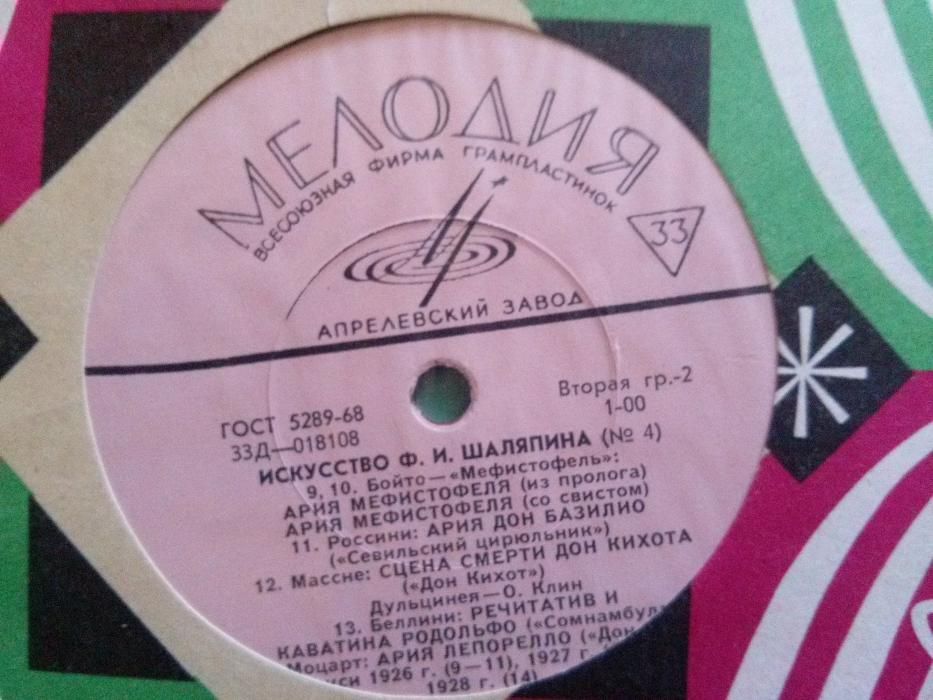 МЕЛОДИЯ
ВСЕСОЮЗНАЯ ФИРМА ГРАМПЛАСТИНОК
33
АПРЕЛЕВСКИЙ ЗАВОД
ГОСТ 5289-68
Вторая гр.-2
33Д—018108
1-00
ИСКУССТВО Ф. И. ШАЛЯПИНА (№ 4)
9, 10. Бойто—«Мефистофель»:
АРИЯ МЕФИСТОФЕЛЯ (из пролога)
АРИЯ МЕФИСТОФЕЛЯ (со свистом)
11. Россини: АРИЯ ДОН БАЗИЛИО
(«Севильский цирюльник»)
12. Массне: СЦЕНА СМЕРТИ ДОН КИХОТА
(«Дон Кихот»)
Дульцинея—О. Клин
13. Беллини: РЕЧИТАТИВ И
КАВАТИНА РОДОЛЬФО («Сомнамбул
Моцарт: АРИЯ ЛЕПОРЕЛЛО («Дон
1926 г. (9—11), 1927 г.
1928 г. (14)